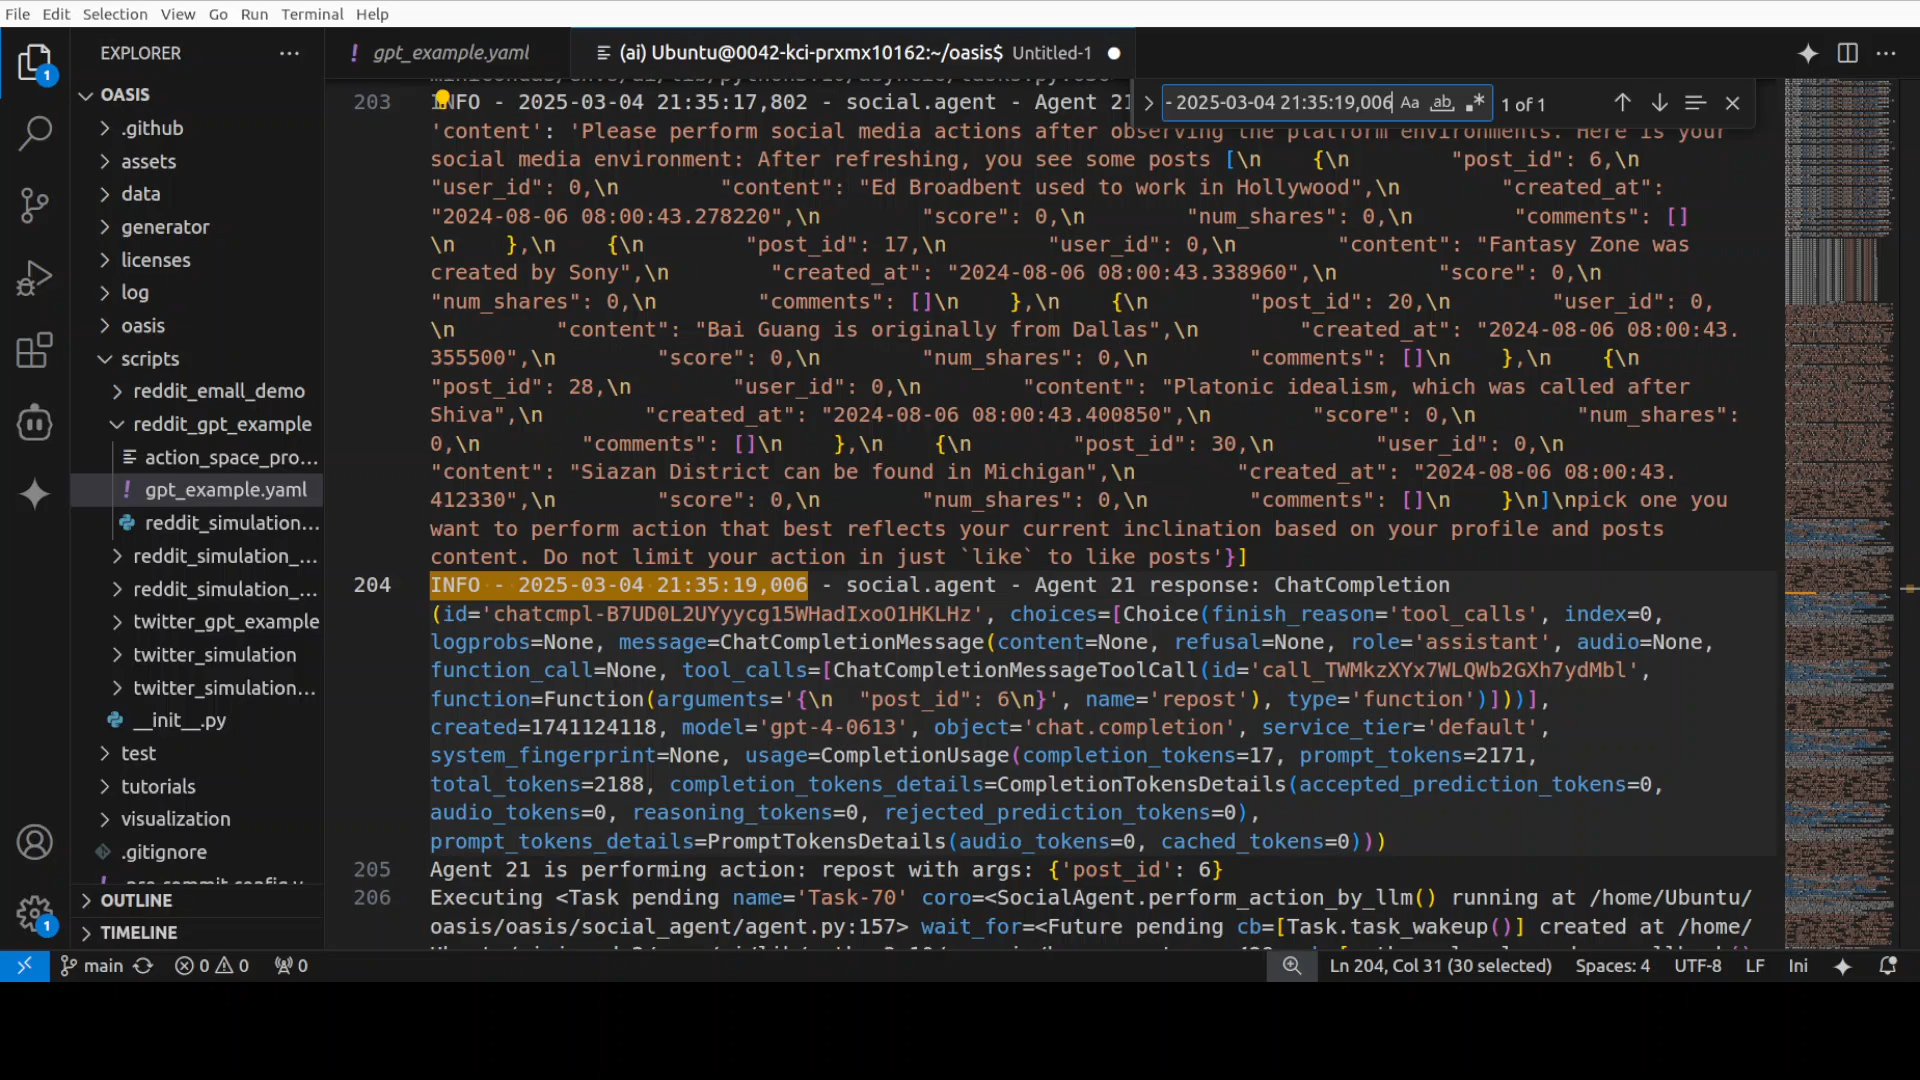 File Edit Selection View Go Run Terminal Help
EXPLORER
gpt_example.yaml
(ai) Ubuntu@0042-kci-prxmx10162:~/oasis$ Untitled-1
OASIS
.github
assets
data
generator
licenses
log
oasis
scripts
reddit_emall_demo
reddit_gpt_example
action_space_pro...
gpt_example.yaml
reddit_simulation...
reddit_simulation_...
reddit_simulation_...
twitter_gpt_example
twitter_simulation
twitter_simulation...
__init__.py
test
tutorials
visualization
.gitignore
OUTLINE
TIMELINE
- 2025-03-04 21:35:19,006 Aa ab 1 of 1
203 INFO - 2025-03-04 21:35:17,802 - social.agent - Agent 21
'content': 'Please perform social media actions after observing the platform environments. Here is your
social media environment: After refreshing, you see some posts [\n    {\n        "post_id": 6,\n
"user_id": 0,\n        "content": "Ed Broadbent used to work in Hollywood",\n        "created_at":
"2024-08-06 08:00:43.278220",\n        "score": 0,\n        "num_shares": 0,\n        "comments": []
\n    },\n    {\n        "post_id": 17,\n        "user_id": 0,\n        "content": "Fantasy Zone was
created by Sony",\n        "created_at": "2024-08-06 08:00:43.338960",\n        "score": 0,\n
"num_shares": 0,\n        "comments": []\n    },\n    {\n        "post_id": 20,\n        "user_id": 0,
\n        "content": "Bai Guang is originally from Dallas",\n        "created_at": "2024-08-06 08:00:43.
355500",\n        "score": 0,\n        "num_shares": 0,\n        "comments": []\n    },\n    {\n
"post_id": 28,\n        "user_id": 0,\n        "content": "Platonic idealism, which was called after
Shiva",\n        "created_at": "2024-08-06 08:00:43.400850",\n        "score": 0,\n        "num_shares":
0,\n        "comments": []\n    },\n    {\n        "post_id": 30,\n        "user_id": 0,\n
"content": "Siazan District can be found in Michigan",\n        "created_at": "2024-08-06 08:00:43.
412330",\n        "score": 0,\n        "num_shares": 0,\n        "comments": []\n    }\n]\npick one you
want to perform action that best reflects your current inclination based on your profile and posts
content. Do not limit your action in just `like` to like posts'}]
204 INFO - 2025-03-04 21:35:19,006 - social.agent - Agent 21 response: ChatCompletion
(id='chatcmpl-B7UD0L2UYyycg15WHadIxoO1HKLHz', choices=[Choice(finish_reason='tool_calls', index=0,
logprobs=None, message=ChatCompletionMessage(content=None, refusal=None, role='assistant', audio=None,
function_call=None, tool_calls=[ChatCompletionMessageToolCall(id='call_TWMkzXYx7WLQWb2GXh7ydMbl',
function=Function(arguments='{\n  "post_id": 6\n}', name='repost'), type='function')]))],
created=1741124118, model='gpt-4-0613', object='chat.completion', service_tier='default',
system_fingerprint=None, usage=CompletionUsage(completion_tokens=17, prompt_tokens=2171,
total_tokens=2188, completion_tokens_details=CompletionTokensDetails(accepted_prediction_tokens=0,
audio_tokens=0, reasoning_tokens=0, rejected_prediction_tokens=0),
prompt_tokens_details=PromptTokensDetails(audio_tokens=0, cached_tokens=0)))
205 Agent 21 is performing action: repost with args: {'post_id': 6}
206 Executing <Task pending name='Task-70' coro=<SocialAgent.perform_action_by_llm() running at /home/Ubuntu/
oasis/oasis/social_agent/agent.py:157> wait_for=<Future pending cb=[Task.task_wakeup()] created at /home/
main 0 0 0 Ln 204, Col 31 (30 selected) Spaces: 4 UTF-8 LF Ini